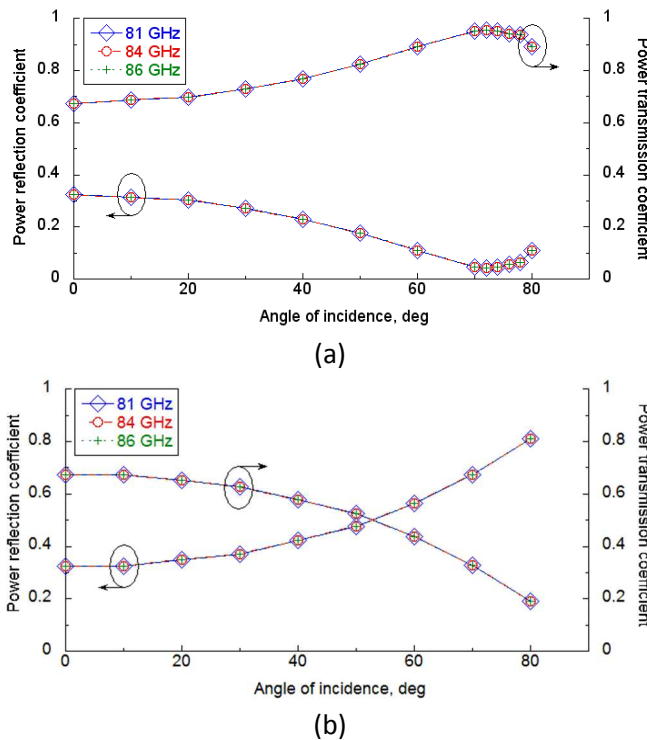 81 GHz
84 GHz
86 GHz
Power reflection coefficient
1
0.8
0.6
0.4
0.2
0
1
0.8
0.6
0.4
0.2
0
Power transmission coefficient
0 20 40 60 80
Angle of incidence, deg
(a)
81 GHz
84 GHz
86 GHz
Power reflection coefficient
1
0.8
0.6
0.4
0.2
0
1
0.8
0.6
0.4
0.2
0
Power transmission coefficient
0 20 40 60 80
Angle of incidence, deg
(b)